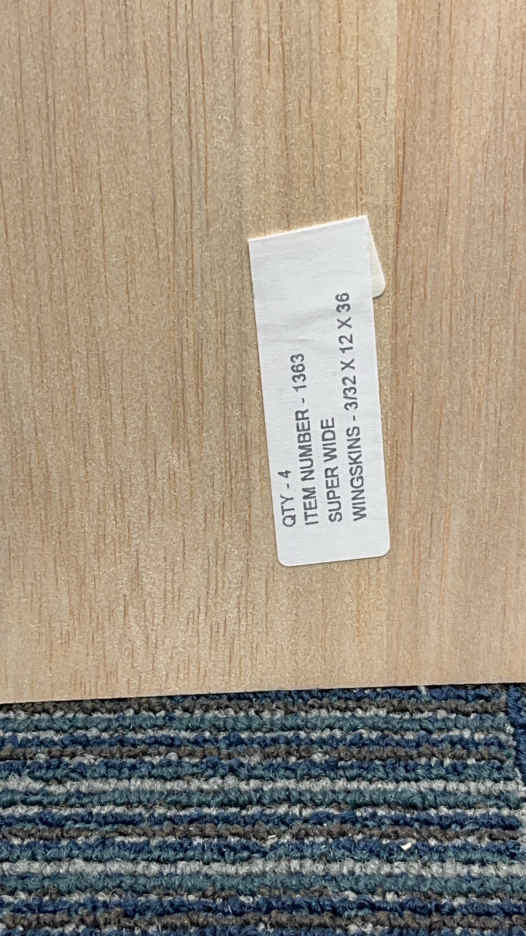 QTY - 4
ITEM NUMBER - 1363
SUPER WIDE
WINGSKINS - 3/32 X 12 X 36